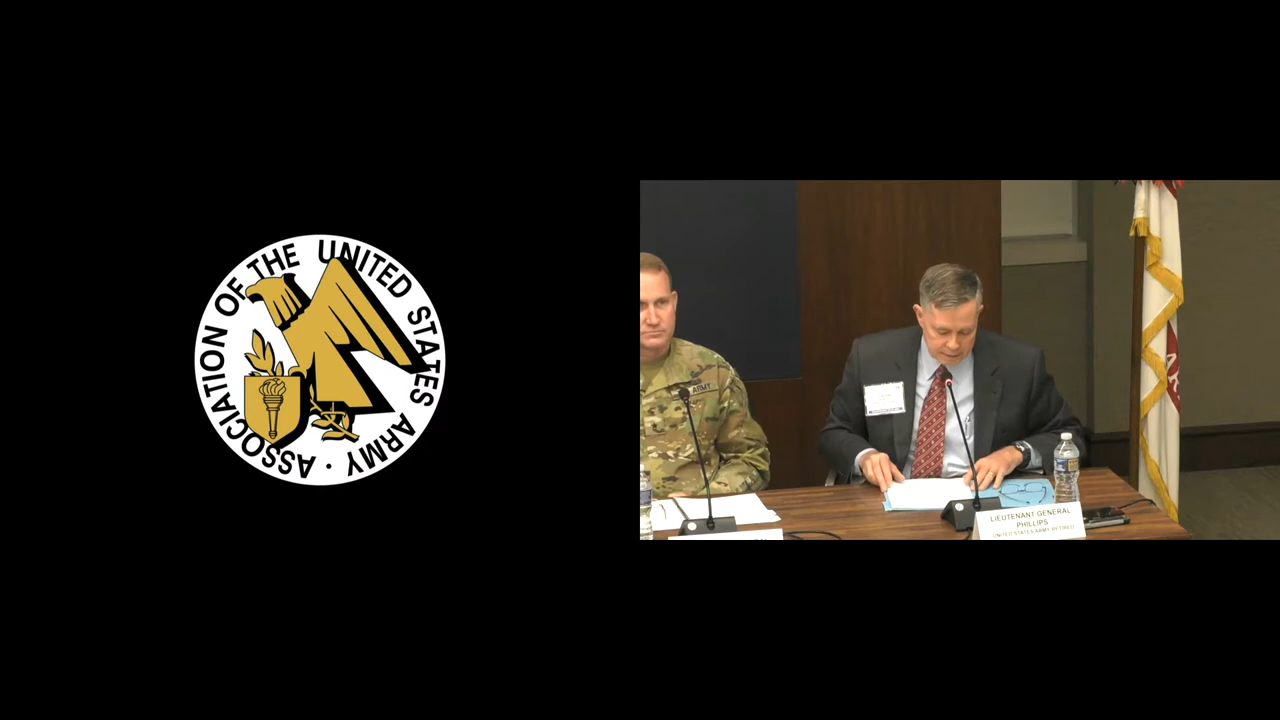 ASSOCIATION OF THE UNITED STATES ARMY ·
ARMY
LIEUTENANT GENERAL
PHILLIPS
UNITED STATES ARMY RETIRED